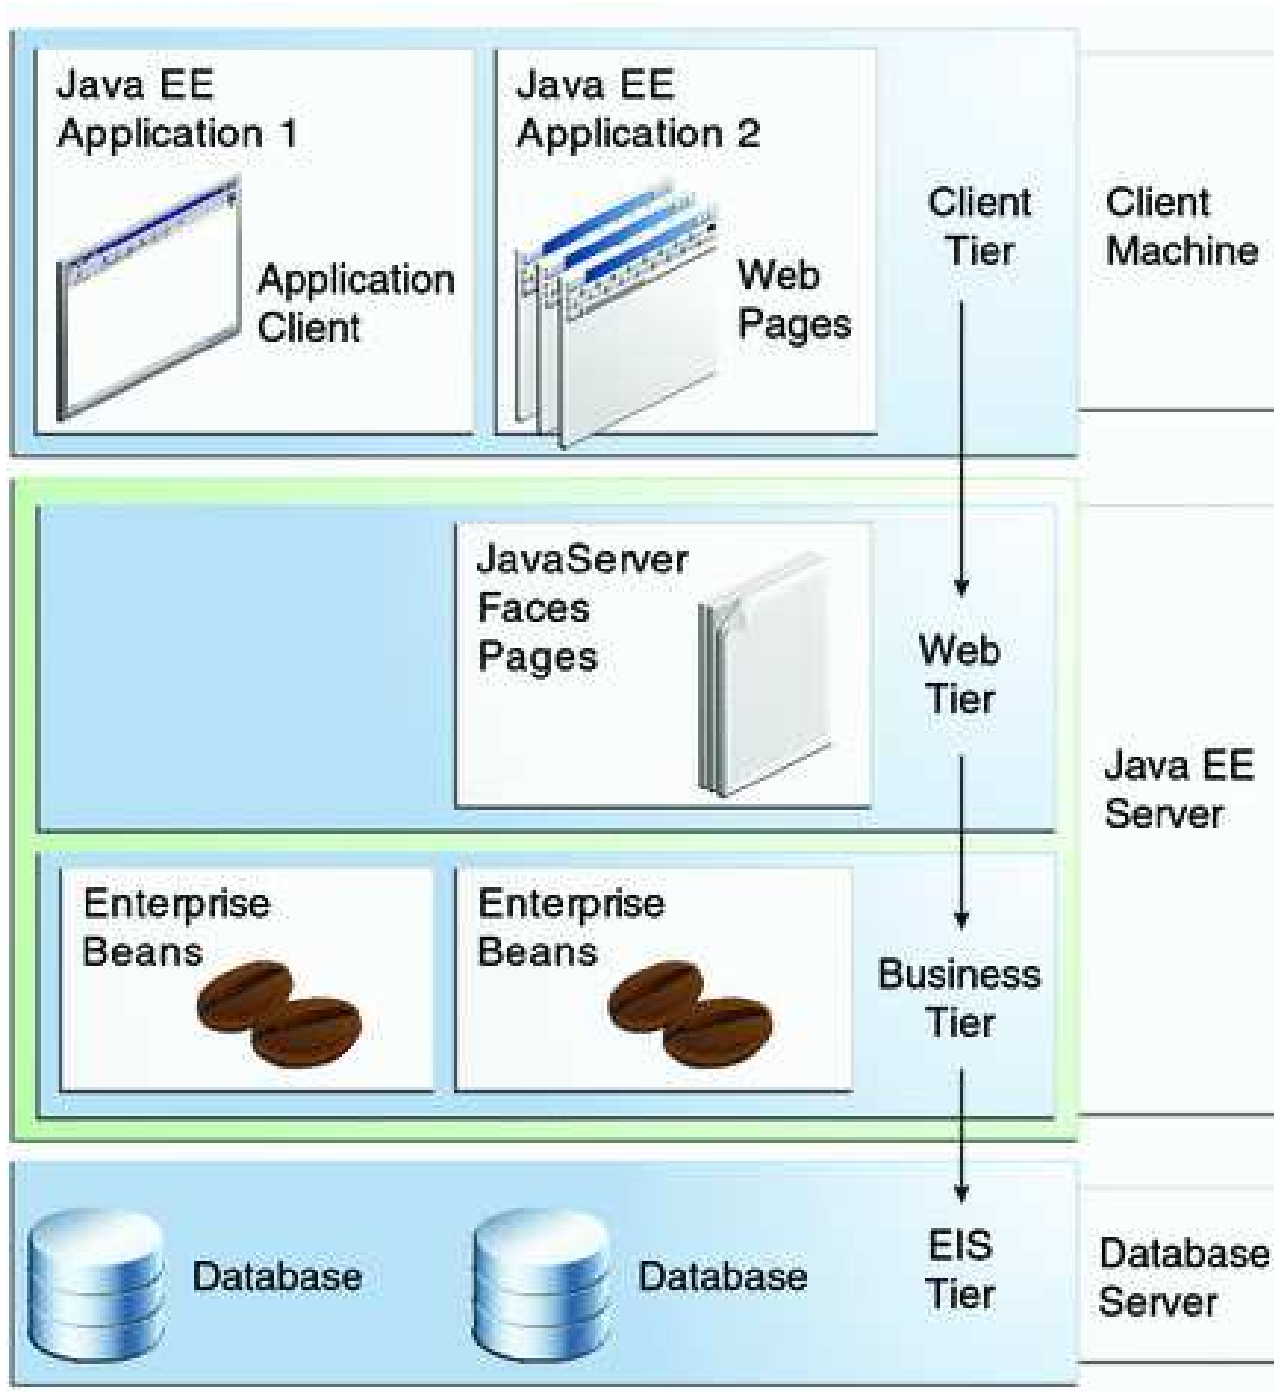 Java EE
Application 1
Application
Client
Java EE
Application 2
Web
Pages
Client
Tier
Client
Machine
JavaServer
Faces
Pages
Web
Tier
Java EE
Server
Enterprise
Beans
Enterprise
Beans
Business
Tier
Database
Database
EIS
Tier
Database
Server